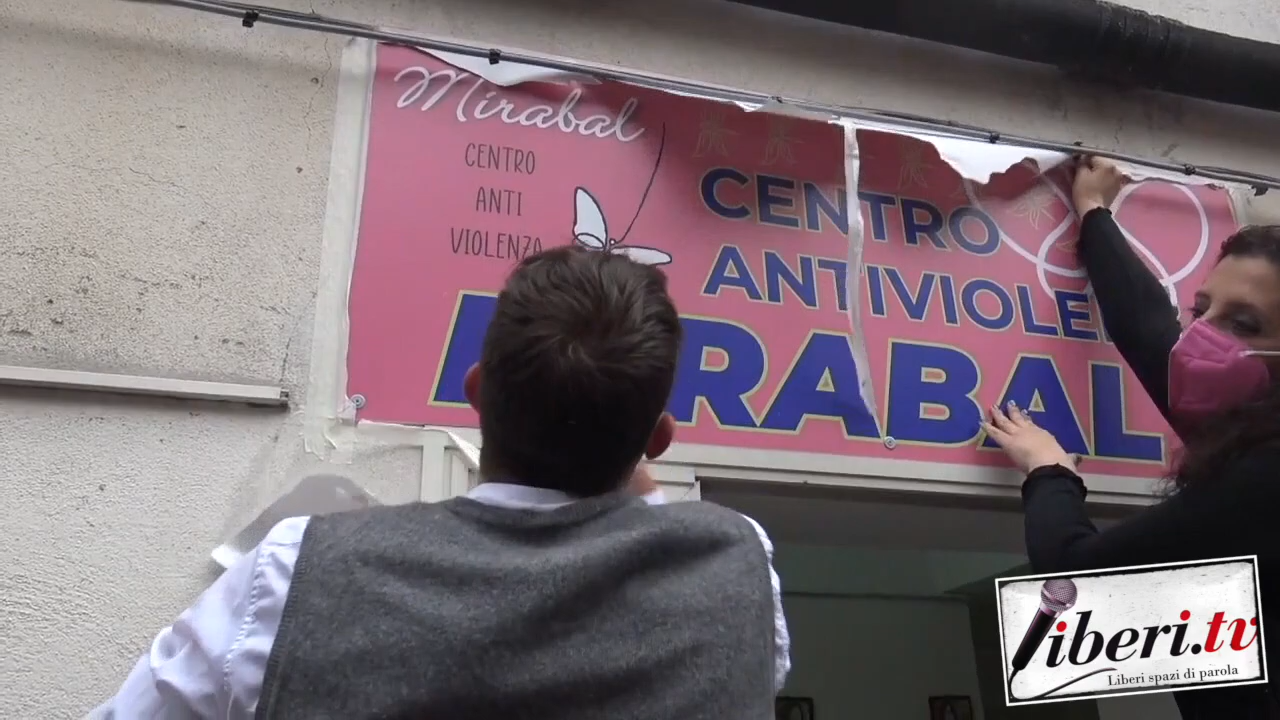 Mirabal
CENTRO
ANTI
VIOLENZA
CENTRO
ANTIVIOLE
RABAL
liberi.tv
Liberi spazi di parola